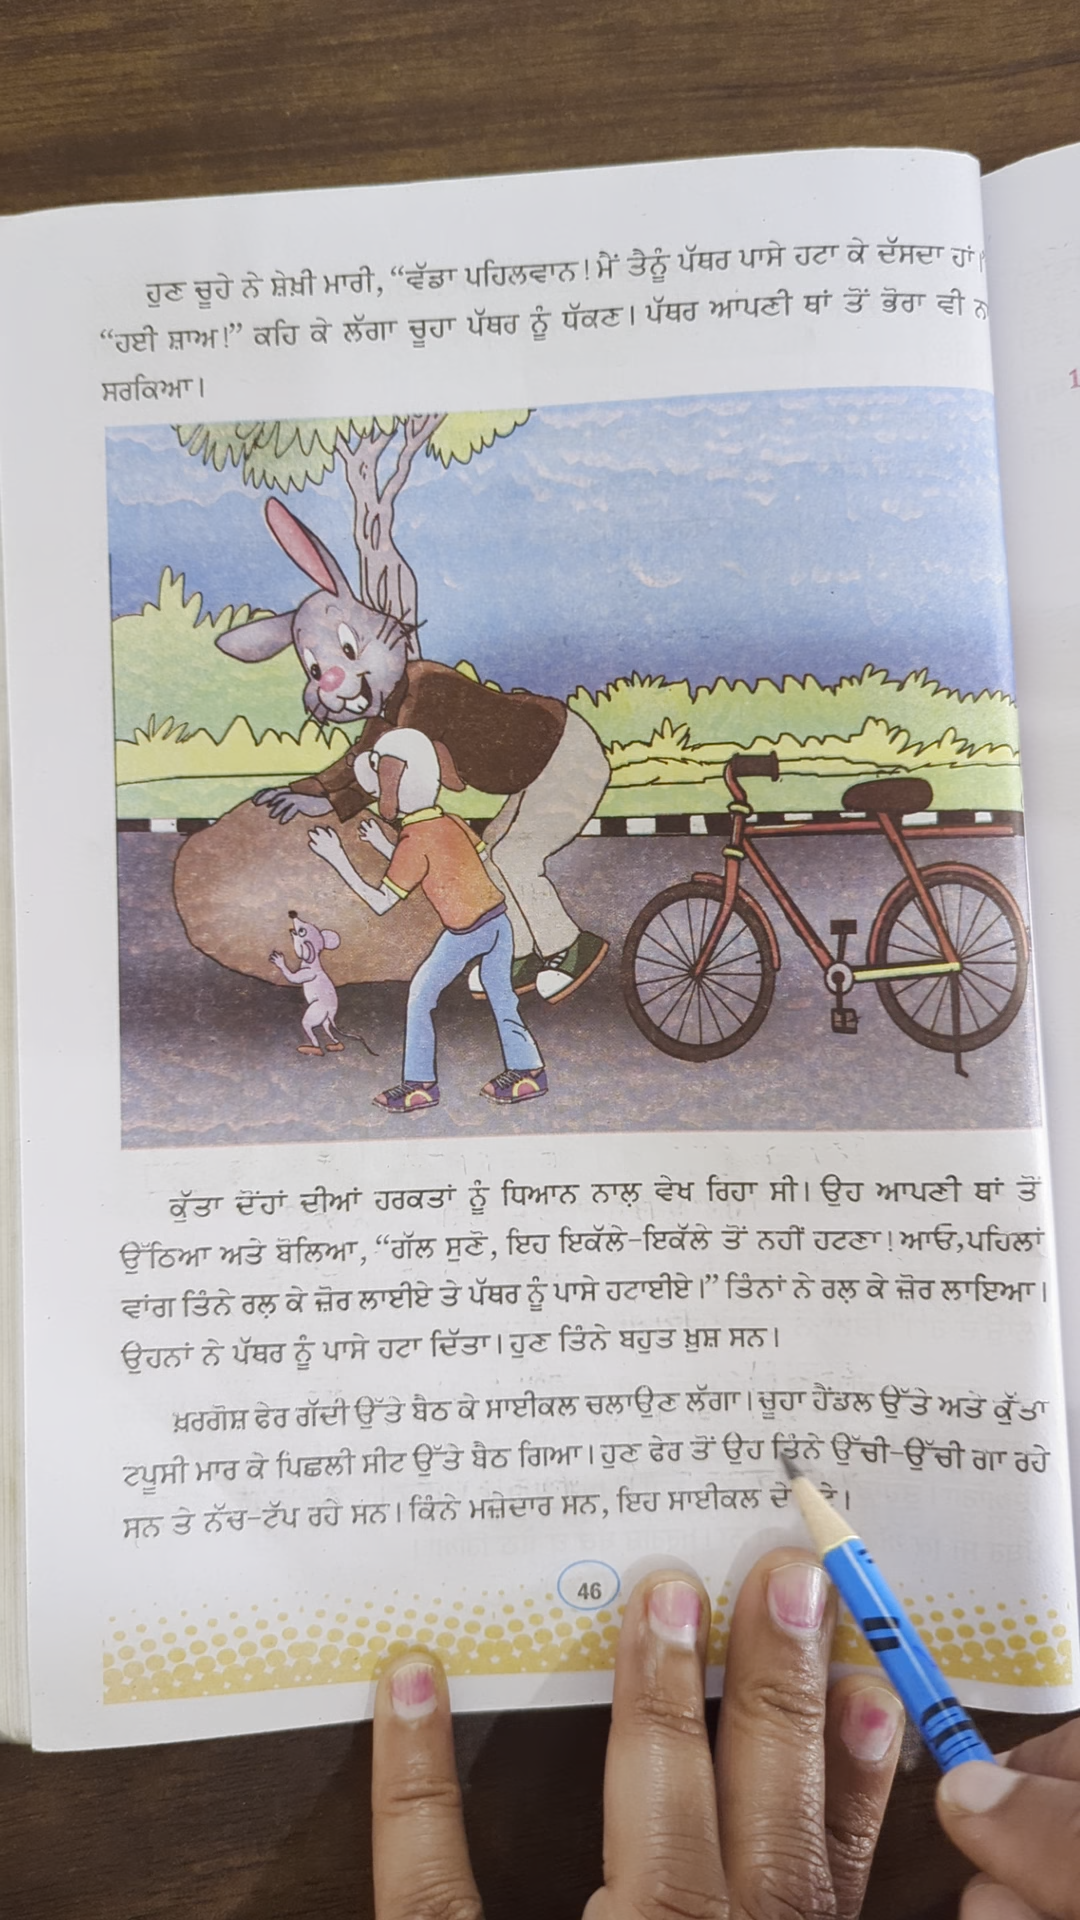 ਹੁਣ ਚੂਹੇ ਨੇ ਸ਼ੇਖ਼ੀ ਮਾਰੀ, “ਵੱਡਾ ਪਹਿਲਵਾਨ! ਮੈਂ ਤੈਨੂੰ ਪੱਥਰ ਪਾਸੇ ਹਟਾ ਕੇ ਦੱਸਦਾ ਹਾਂ।
“ਹਈ ਸ਼ਾਅ!” ਕਹਿ ਕੇ ਲੱਗਾ ਚੂਹਾ ਪੱਥਰ ਨੂੰ ਧੱਕਣ। ਪੱਥਰ ਆਪਣੀ ਥਾਂ ਤੋਂ ਭੋਰਾ ਵੀ ਨਾ
ਸਰਕਿਆ।
ਕੁੱਤਾ ਦੋਂਹਾਂ ਦੀਆਂ ਹਰਕਤਾਂ ਨੂੰ ਧਿਆਨ ਨਾਲ਼ ਵੇਖ ਰਿਹਾ ਸੀ। ਉਹ ਆਪਣੀ ਥਾਂ ਤੋਂ
ਉੱਠਿਆ ਅਤੇ ਬੋਲਿਆ, “ਗੱਲ ਸੁਣੋ, ਇਹ ਇਕੱਲੇ-ਇਕੱਲੇ ਤੋਂ ਨਹੀਂ ਹਟਣਾ! ਆਓ, ਪਹਿਲਾਂ
ਵਾਂਗ ਤਿੰਨੇ ਰਲ਼ ਕੇ ਜ਼ੋਰ ਲਾਈਏ ਤੇ ਪੱਥਰ ਨੂੰ ਪਾਸੇ ਹਟਾਈਏ।” ਤਿੰਨਾਂ ਨੇ ਰਲ਼ ਕੇ ਜ਼ੋਰ ਲਾਇਆ।
ਉਹਨਾਂ ਨੇ ਪੱਥਰ ਨੂੰ ਪਾਸੇ ਹਟਾ ਦਿੱਤਾ। ਹੁਣ ਤਿੰਨੇ ਬਹੁਤ ਖ਼ੁਸ਼ ਸਨ।
ਖ਼ਰਗੋਸ਼ ਫੇਰ ਗੱਦੀ ਉੱਤੇ ਬੈਠ ਕੇ ਸਾਈਕਲ ਚਲਾਉਣ ਲੱਗਾ। ਚੂਹਾ ਹੈਂਡਲ ਉੱਤੇ ਅਤੇ ਕੁੱਤਾ
ਟਪੂਸੀ ਮਾਰ ਕੇ ਪਿਛਲੀ ਸੀਟ ਉੱਤੇ ਬੈਠ ਗਿਆ। ਹੁਣ ਫੇਰ ਤੋਂ ਉਹ ਤਿੰਨੇ ਉੱਚੀ-ਉੱਚੀ ਗਾ ਰਹੇ
ਸਨ ਤੇ ਨੱਚ-ਟੱਪ ਰਹੇ ਸਨ। ਕਿੰਨੇ ਮਜ਼ੇਦਾਰ ਸਨ, ਇਹ ਸਾਈਕਲ ਦੇ
46
1